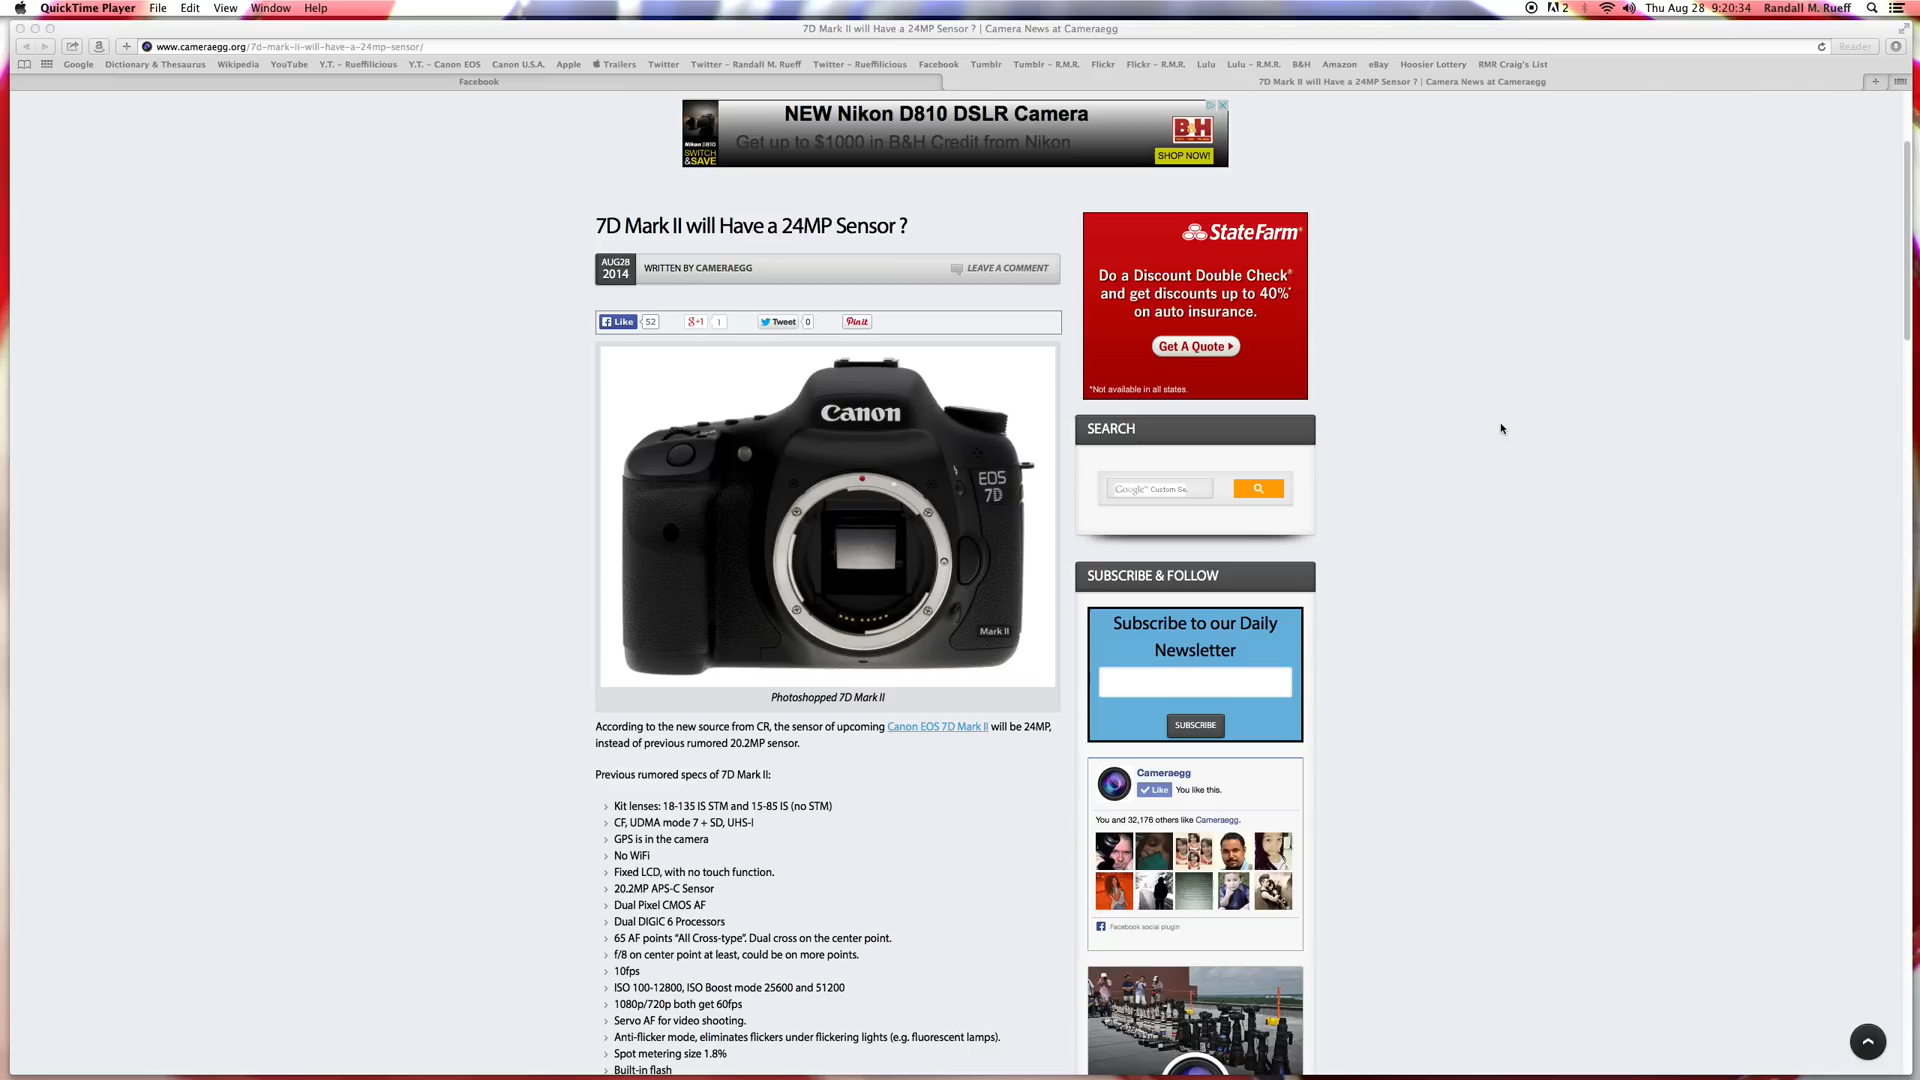 QuickTime Player File Edit View Window Help
2 Thu Aug 28 9:20:34 Randall M. Rueff
7D Mark II will Have a 24MP Sensor ? | Camera News at Cameraegg
www.cameraegg.org/7d-mark-ii-will-have-a-24mp-sensor/
Reader
Google Dictionary & Thesaurus Wikipedia YouTube Y.T. - Rueffilicious Y.T. - Canon EOS Canon U.S.A. Apple Trailers Twitter Twitter - Randall M. Rueff Twitter - Rueffilicious Facebook Tumblr Tumblr - R.M.R. Flickr Flickr - R.M.R. Lulu Lulu - R.M.R. B&H Amazon eBay Hoosier Lottery RMR Craig's List
Facebook
7D Mark II will Have a 24MP Sensor ? | Camera News at Cameraegg
NEW Nikon D810 DSLR Camera
Get up to $1000 in B&H Credit from Nikon
Nikon D810
SWITCH
&SAVE
B&H
SHOP NOW!
7D Mark II will Have a 24MP Sensor ?
AUG28
2014
WRITTEN BY CAMERAEGG
LEAVE A COMMENT
Like 52 g+1 1 Tweet 0 Pinit
Canon
EOS
7D
Mark II
Photoshopped 7D Mark II
According to the new source from CR, the sensor of upcoming Canon EOS 7D Mark II will be 24MP,
instead of previous rumored 20.2MP sensor.
Previous rumored specs of 7D Mark II:
Kit lenses: 18-135 IS STM and 15-85 IS (no STM)
CF, UDMA mode 7 + SD, UHS-I
GPS is in the camera
No WiFi
Fixed LCD, with no touch function.
20.2MP APS-C Sensor
Dual Pixel CMOS AF
Dual DIGIC 6 Processors
65 AF points “All Cross-type”. Dual cross on the center point.
f/8 on center point at least, could be on more points.
10fps
ISO 100-12800, ISO Boost mode 25600 and 51200
1080p/720p both get 60fps
Servo AF for video shooting.
Anti-flicker mode, eliminates flickers under flickering lights (e.g. fluorescent lamps).
Spot metering size 1.8%
Built-in flash
StateFarm®
Do a Discount Double Check®
and get discounts up to 40%*
on auto insurance.
Get A Quote
*Not available in all states.
SEARCH
Google™ Custom Se
SUBSCRIBE & FOLLOW
Subscribe to our Daily
Newsletter
SUBSCRIBE
Cameraegg
Like You like this.
You and 32,176 others like Cameraegg.
Facebook social plugin